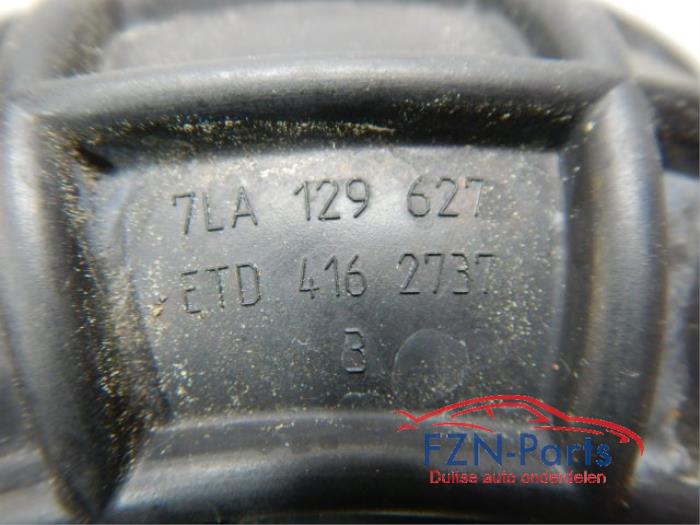 7LA 129 627
ETD 416 2737
B
FZN-Parts
Duitse auto onderdelen